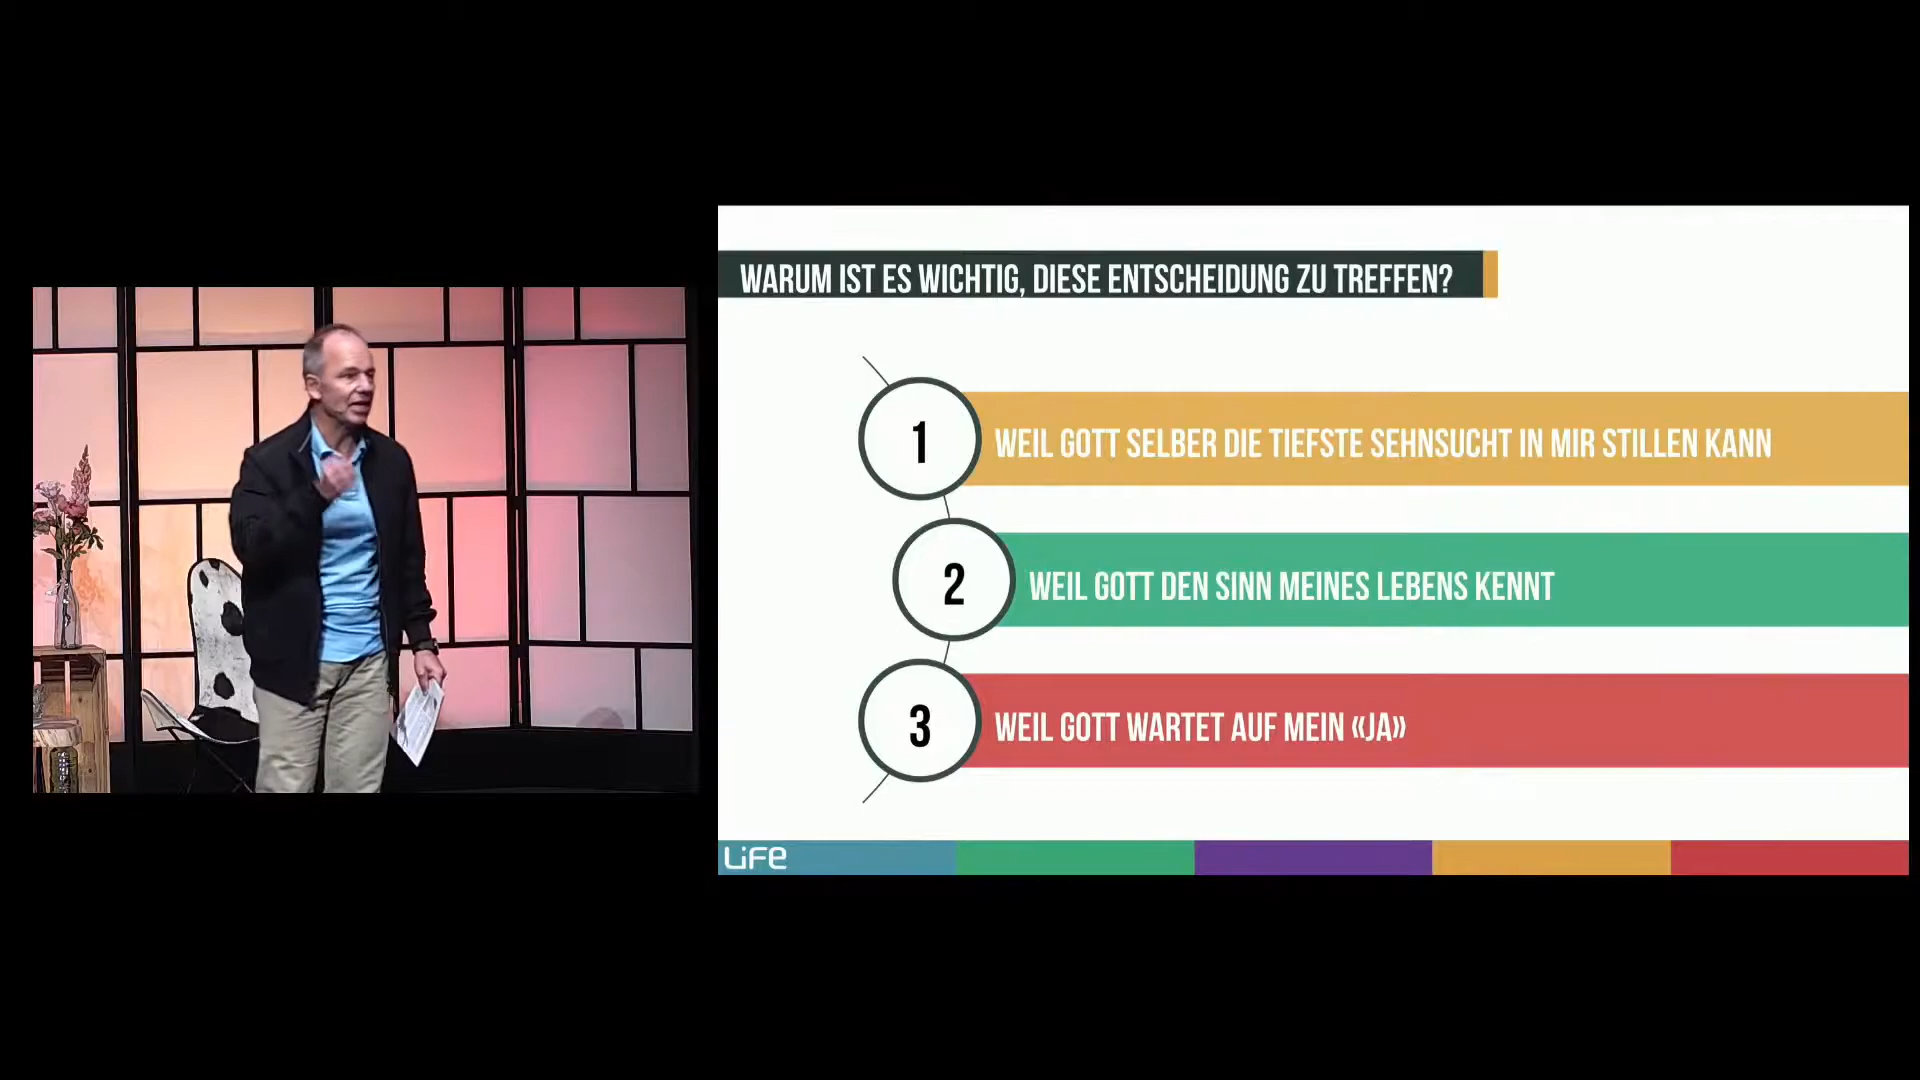 WARUM IST ES WICHTIG, DIESE ENTSCHEIDUNG ZU TREFFEN?
1 WEIL GOTT SELBER DIE TIEFSTE SEHNSUCHT IN MIR STILLEN KANN
2 WEIL GOTT DEN SINN MEINES LEBENS KENNT
3 WEIL GOTT WARTET AUF MEIN «JA»
LiFe